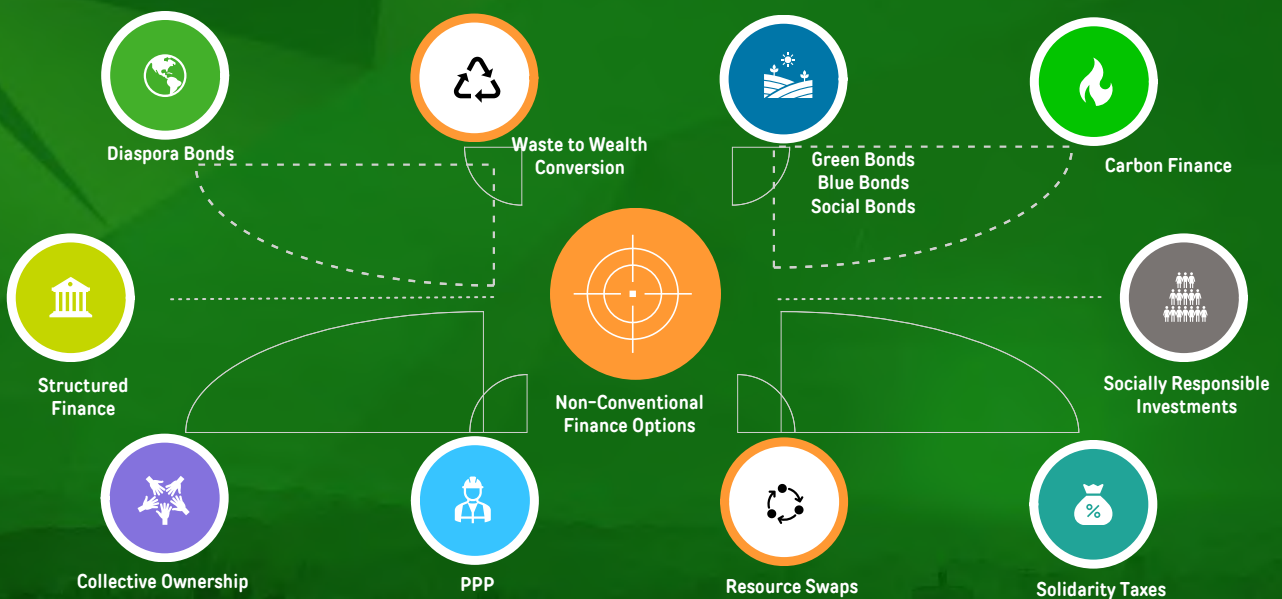 Diaspora Bonds
Waste to Wealth
Conversion
Green Bonds
Blue Bonds
Social Bonds
Carbon Finance
Structured
Finance
Non-Conventional
Finance Options
Socially Responsible
Investments
Collective Ownership
PPP
Resource Swaps
Solidarity Taxes
%